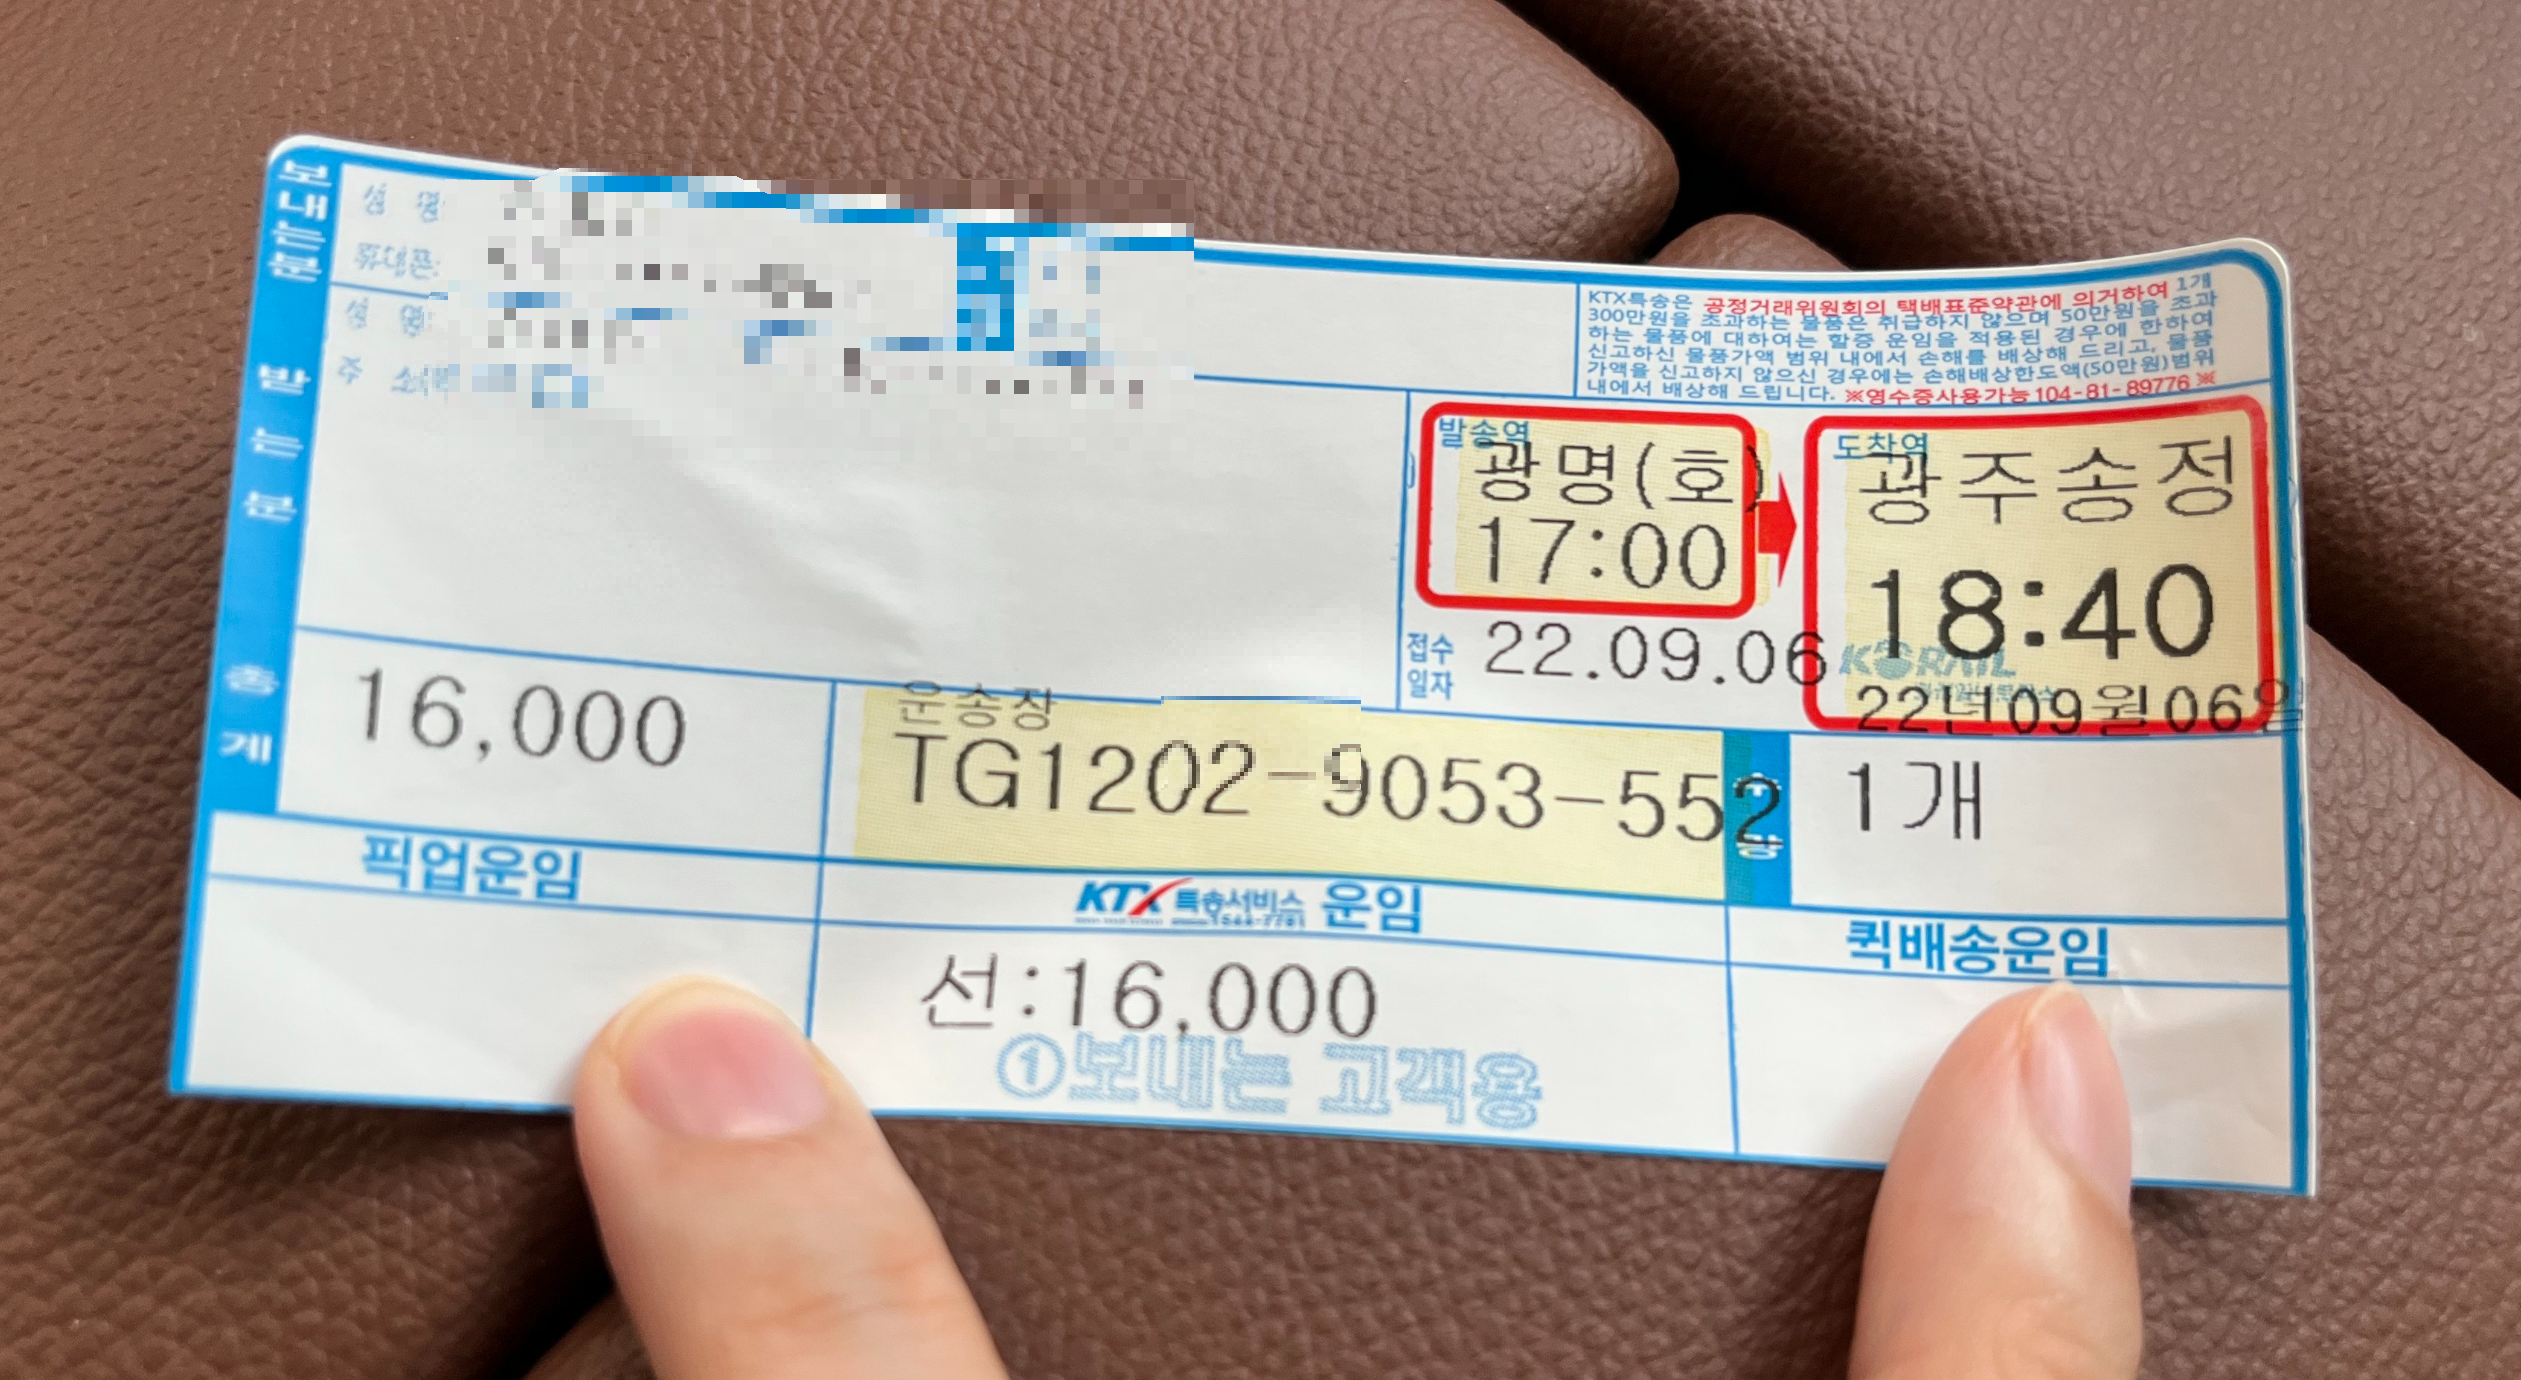 보내는분
성 명
휴대폰:
받는분
성 명
주 소
KTX특송은 공정거래위원회의 택배표준약관에 의거하여 1개
300만원을 초과하는 물품은 취급하지 않으며 50만원을 초과
하는 물품에 대하여는 할증 운임을 적용된 경우에 한하여
신고하신 물품가액 범위 내에서 손해를 배상해 드리고, 물품
가액을 신고하지 않으신 경우에는 손해배상한도액(50만원)범위
내에서 배상해 드립니다. ※영수증사용가능 104-81-89776 ※
발송역
광명(호)
17:00
도착역
광주송정
18:40
접수
일자
22.09.06
KORAIL
22년09월06일
총계
16,000
운송장
TG1202-9053-552
수량
1개
픽업운임
KTX 특송서비스 운임
1544-7781
퀵배송운임
선:16,000
①보내는 고객용